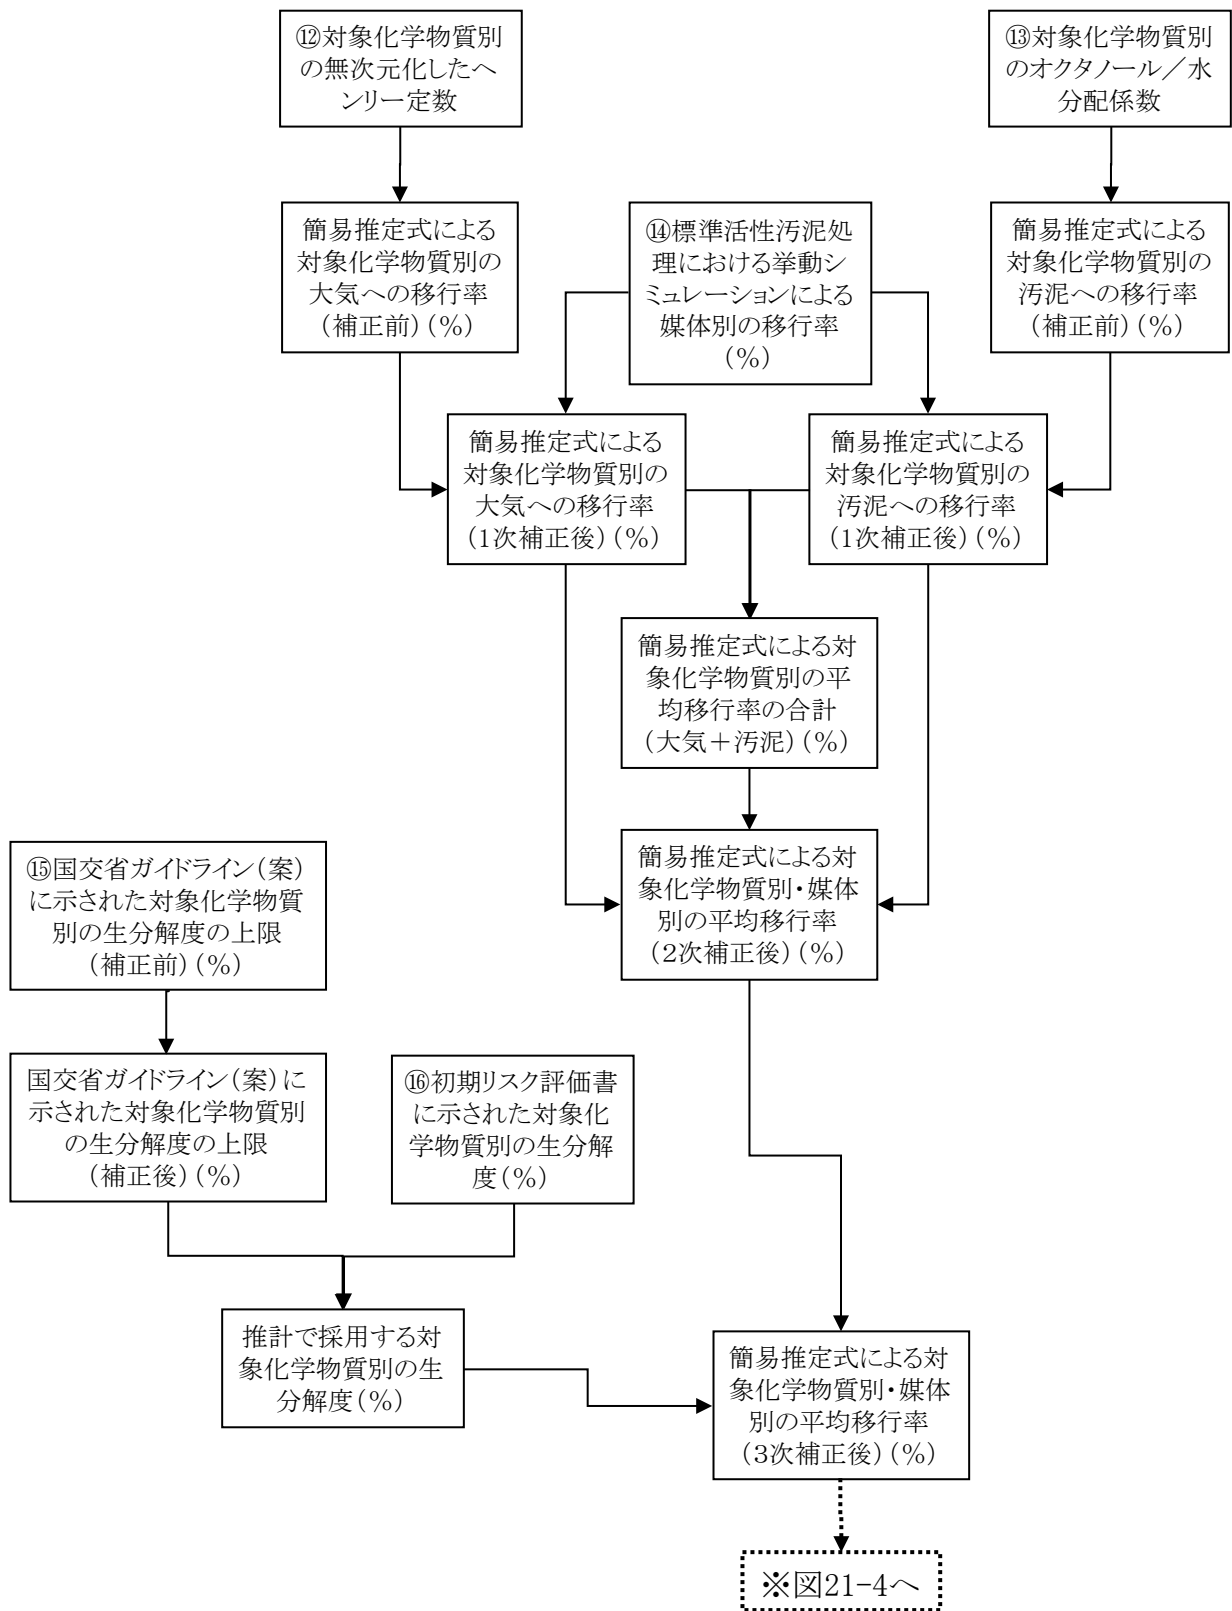 ⑫対象化学物質別
の無次元化したヘ
ンリー定数
⑬対象化学物質別
のオクタノール／水
分配係数
簡易推定式による
対象化学物質別の
大気への移行率
（補正前）（％）
⑭標準活性汚泥処
理における挙動シ
ミュレーションによる
媒体別の移行率
（％）
簡易推定式による
対象化学物質別の
汚泥への移行率
（補正前）（％）
簡易推定式による
対象化学物質別の
大気への移行率
（1次補正後）（％）
簡易推定式による
対象化学物質別の
汚泥への移行率
（1次補正後）（％）
簡易推定式による対
象化学物質別の平
均移行率の合計
（大気＋汚泥）（％）
簡易推定式による対
象化学物質別・媒体
別の平均移行率
（２次補正後）（％）
⑮国交省ガイドライン（案）
に示された対象化学物質
別の生分解度の上限
（補正前）（％）
国交省ガイドライン（案）に
示された対象化学物質別
の生分解度の上限
（補正後）（％）
⑯初期リスク評価書
に示された対象化
学物質別の生分解
度（％）
推計で採用する対
象化学物質別の生
分解度（％）
簡易推定式による対
象化学物質別・媒体
別の平均移行率
（３次補正後）（％）
※図21-4へ